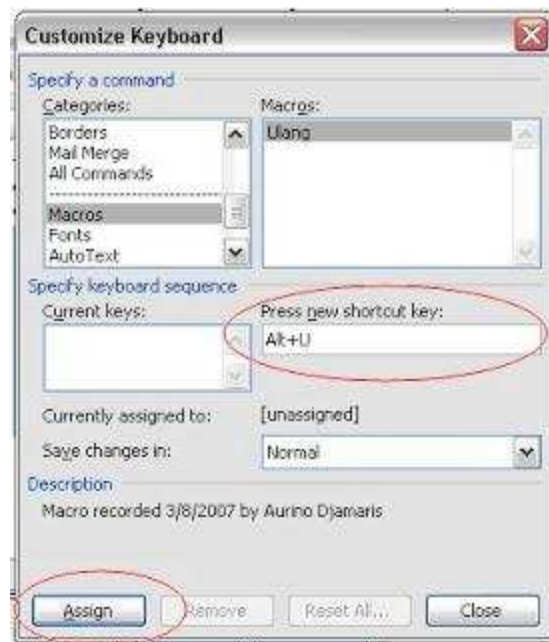 Customize Keyboard
Specify a command
Categories:
Macros:
Borders
Mail Merge
All Commands
Macros
Fonts
AutoText
Ulang
Specify keyboard sequence
Current keys:
Press new shortcut key:
Alt+U
Currently assigned to:
[unassigned]
Save changes in:
Normal
Description
Macro recorded 3/8/2007 by Aurino Djamaris
Assign
Remove
Reset All...
Close